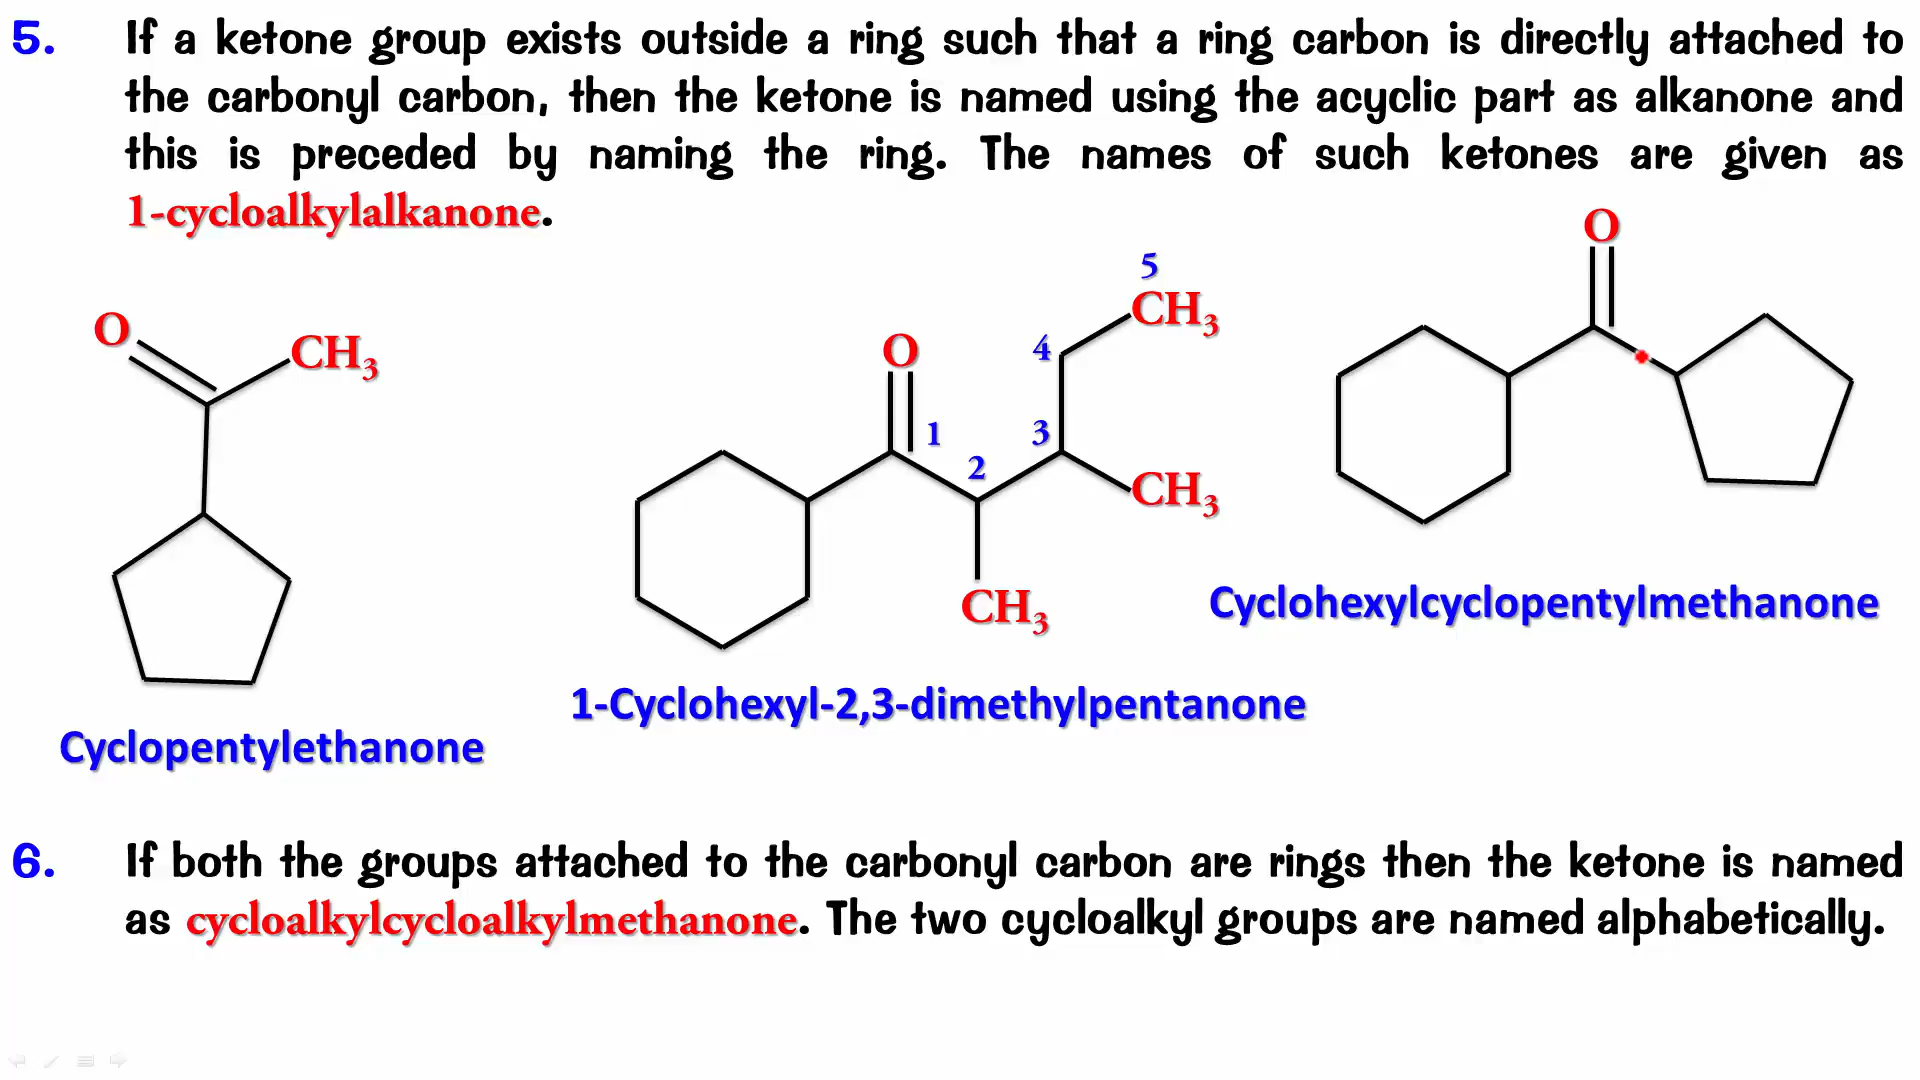 5. If a ketone group exists outside a ring such that a ring carbon is directly attached to
the carbonyl carbon, then the ketone is named using the acyclic part as alkanone and
this is preceded by naming the ring. The names of such ketones are given as
1-cycloalkylalkanone.
O
CH3
Cyclopentylethanone
O
1
2
3
4
5
CH3
CH3
CH3
1-Cyclohexyl-2,3-dimethylpentanone
O
Cyclohexylcyclopentylmethanone
6. If both the groups attached to the carbonyl carbon are rings then the ketone is named
as cycloalkylcycloalkylmethanone. The two cycloalkyl groups are named alphabetically.